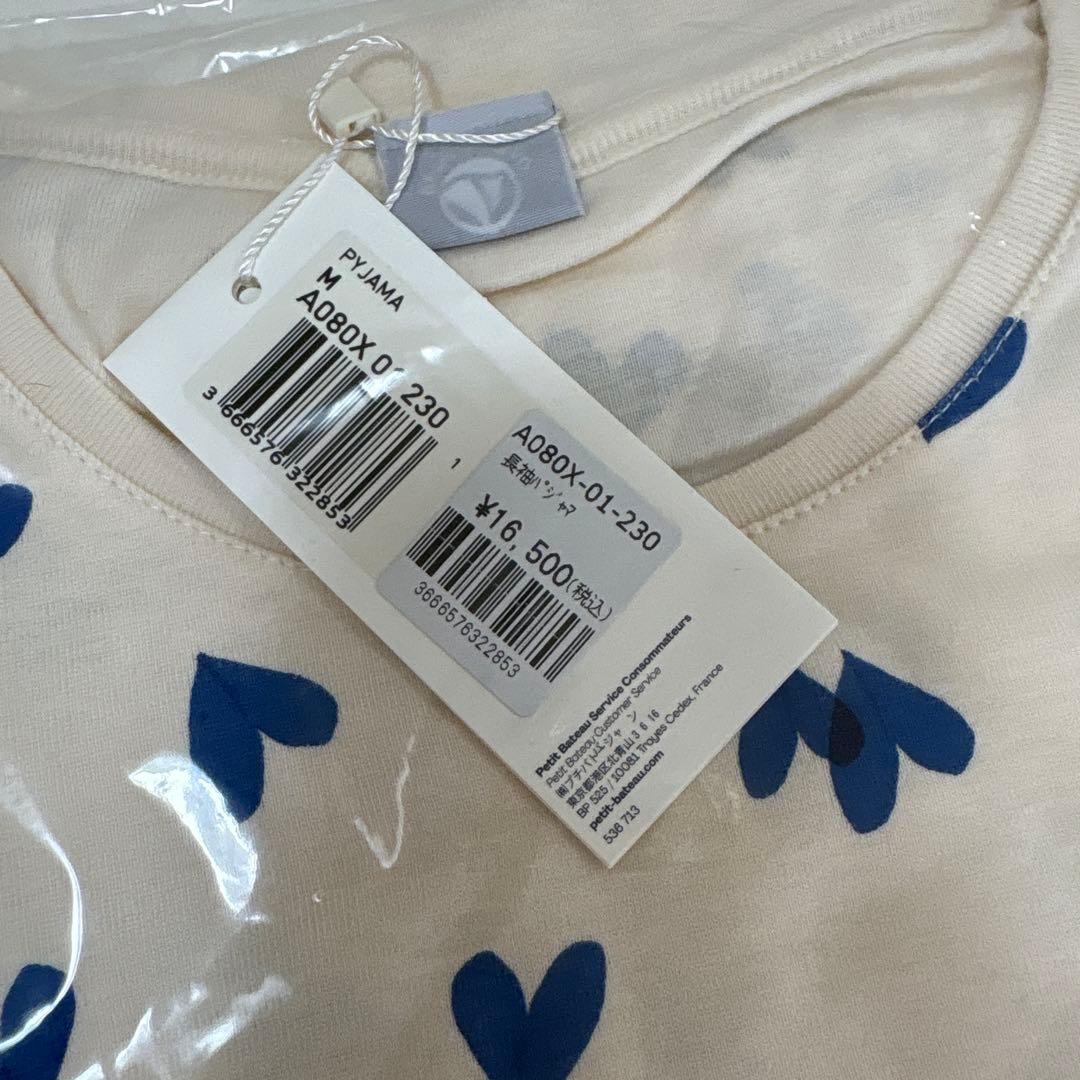 PYJAMA
M
A080X 01 230
3 666576 322853
1
A080X-01-230
長袖ﾊﾟｼﾞｬﾏ
¥16,500(税込)
3666576322853
Petit Bateau Service Consommateurs
Petit Bateau Customer Service
㈱プチバトー ジャパン
東京都港区北青山3 6 16
BP 525 / 10081 Troyes Cedex, France
petit-bateau.com
536 713